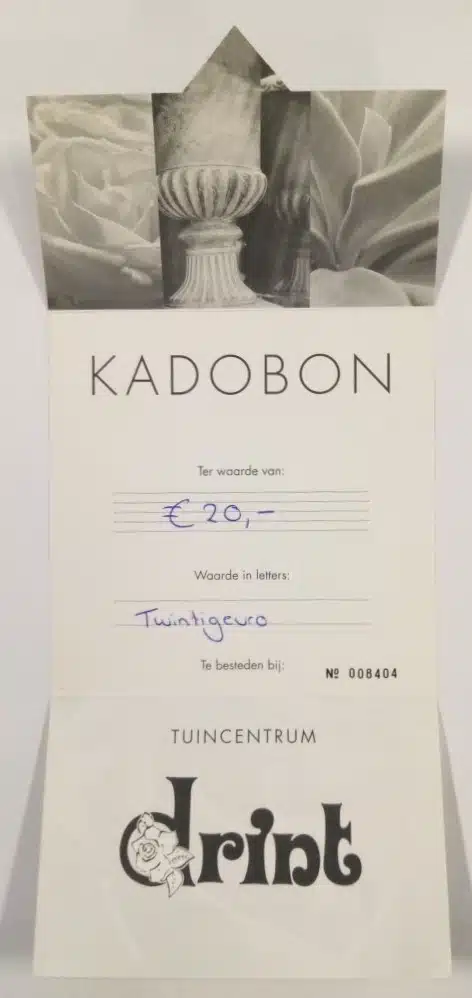 KADOBON
Ter waarde van:
€ 20,-
Waarde in letters:
Twintigeuro
Te besteden bij:
Nº 008404
TUINCENTRUM
drint